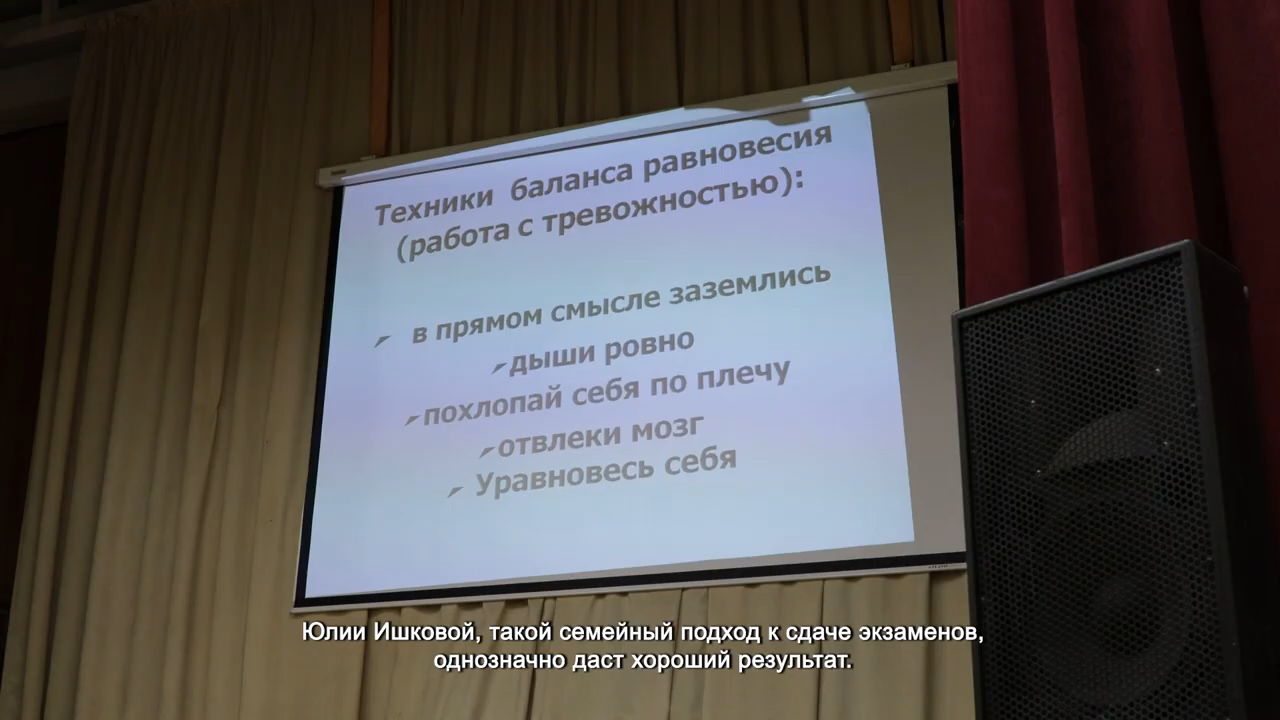 Техники баланса равновесия
(работа с тревожностью):
в прямом смысле заземлись
дыши ровно
похлопай себя по плечу
отвлеки мозг
Уравновесь себя
Юлии Ишковой, такой семейный подход к сдаче экзаменов,
однозначно даст хороший результат.